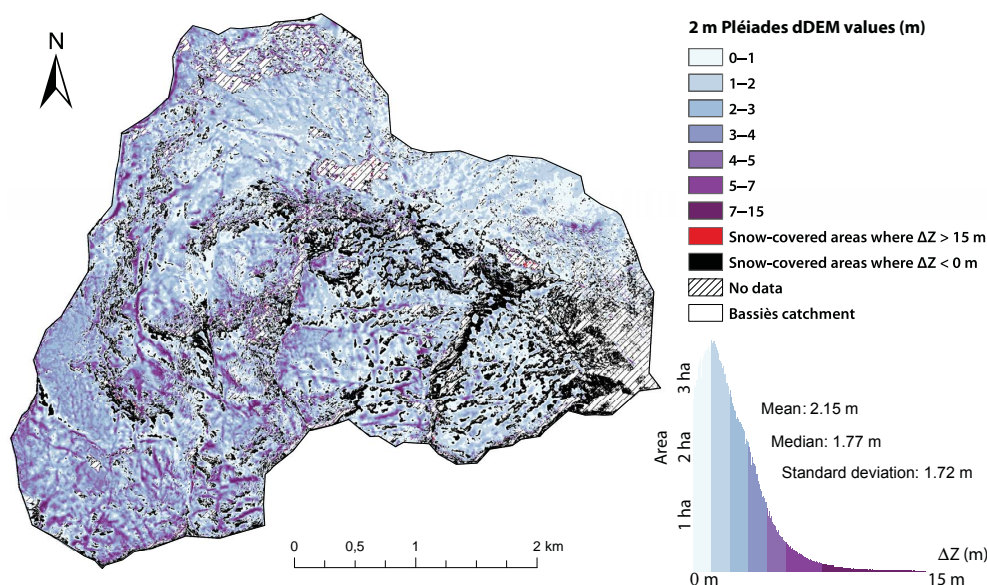 N
2 m Pléiades dDEM values (m)
0–1
1–2
2–3
3–4
4–5
5–7
7–15
Snow-covered areas where ΔZ > 15 m
Snow-covered areas where ΔZ < 0 m
No data
Bassiès catchment
3 ha
2 ha
1 ha
Area
Mean: 2.15 m
Median: 1.77 m
Standard deviation: 1.72 m
ΔZ (m)
0 m
15 m
0
0,5
1
2 km